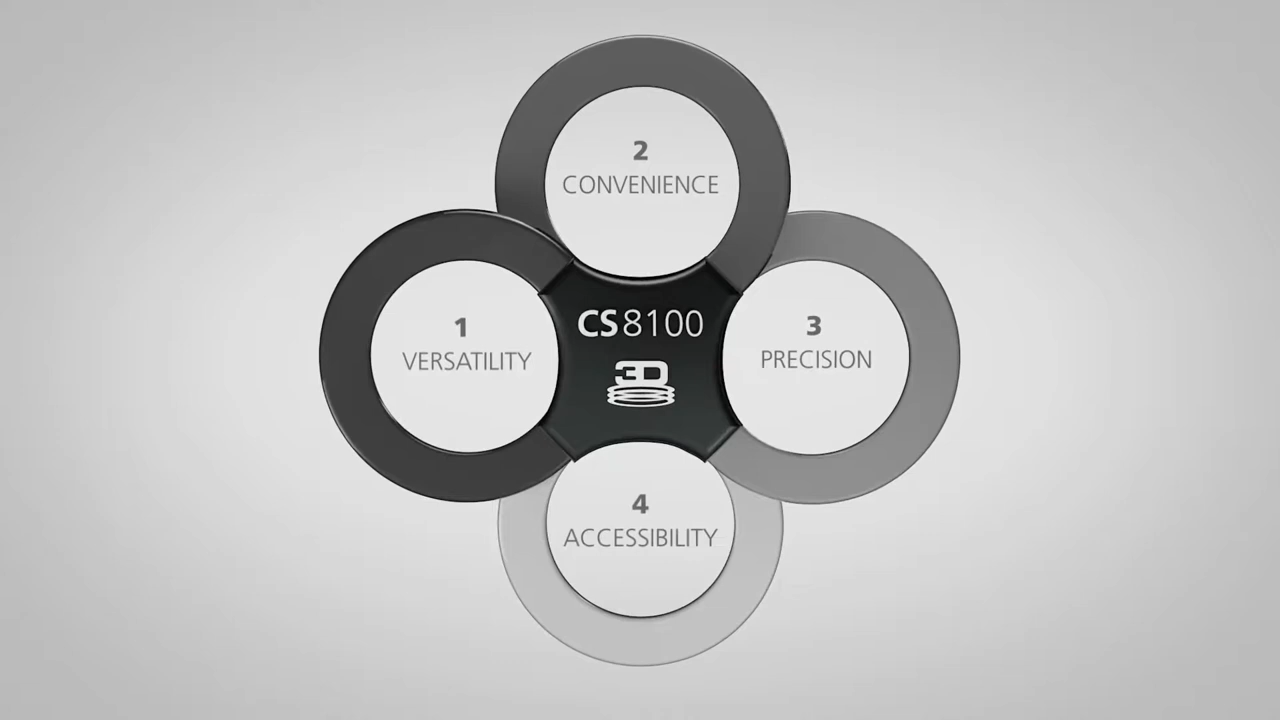 2
CONVENIENCE
1
VERSATILITY
CS8100
3D
3
PRECISION
4
ACCESSIBILITY